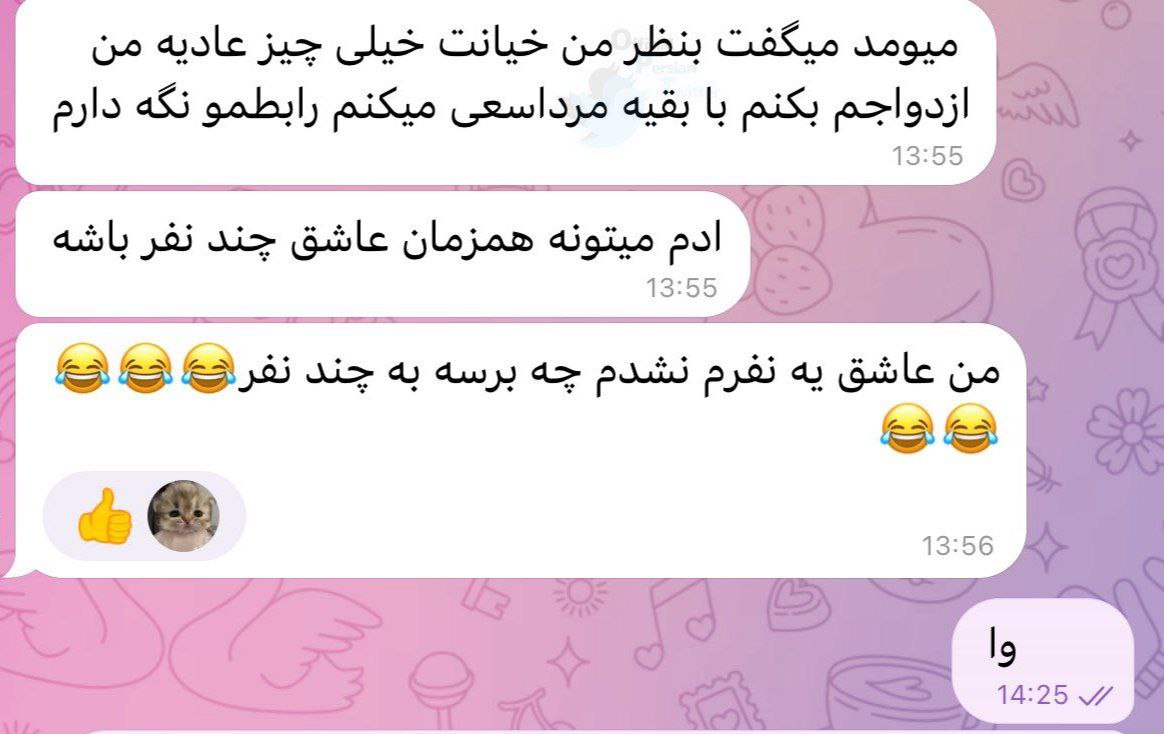 میومد میگفت بنظر من خیانت خیلی چیز عادیه من
ازدواجم بکنم با بقیه مرداسعی میکنم رابطمو نگه دارم
13:55
ادم میتونه همزمان عاشق چند نفر باشه
13:55
من عاشق یه نفرم نشدم چه برسه به چند نفر😂😂😂
😂😂
👍
13:56
وا
14:25
Persian
Twitter